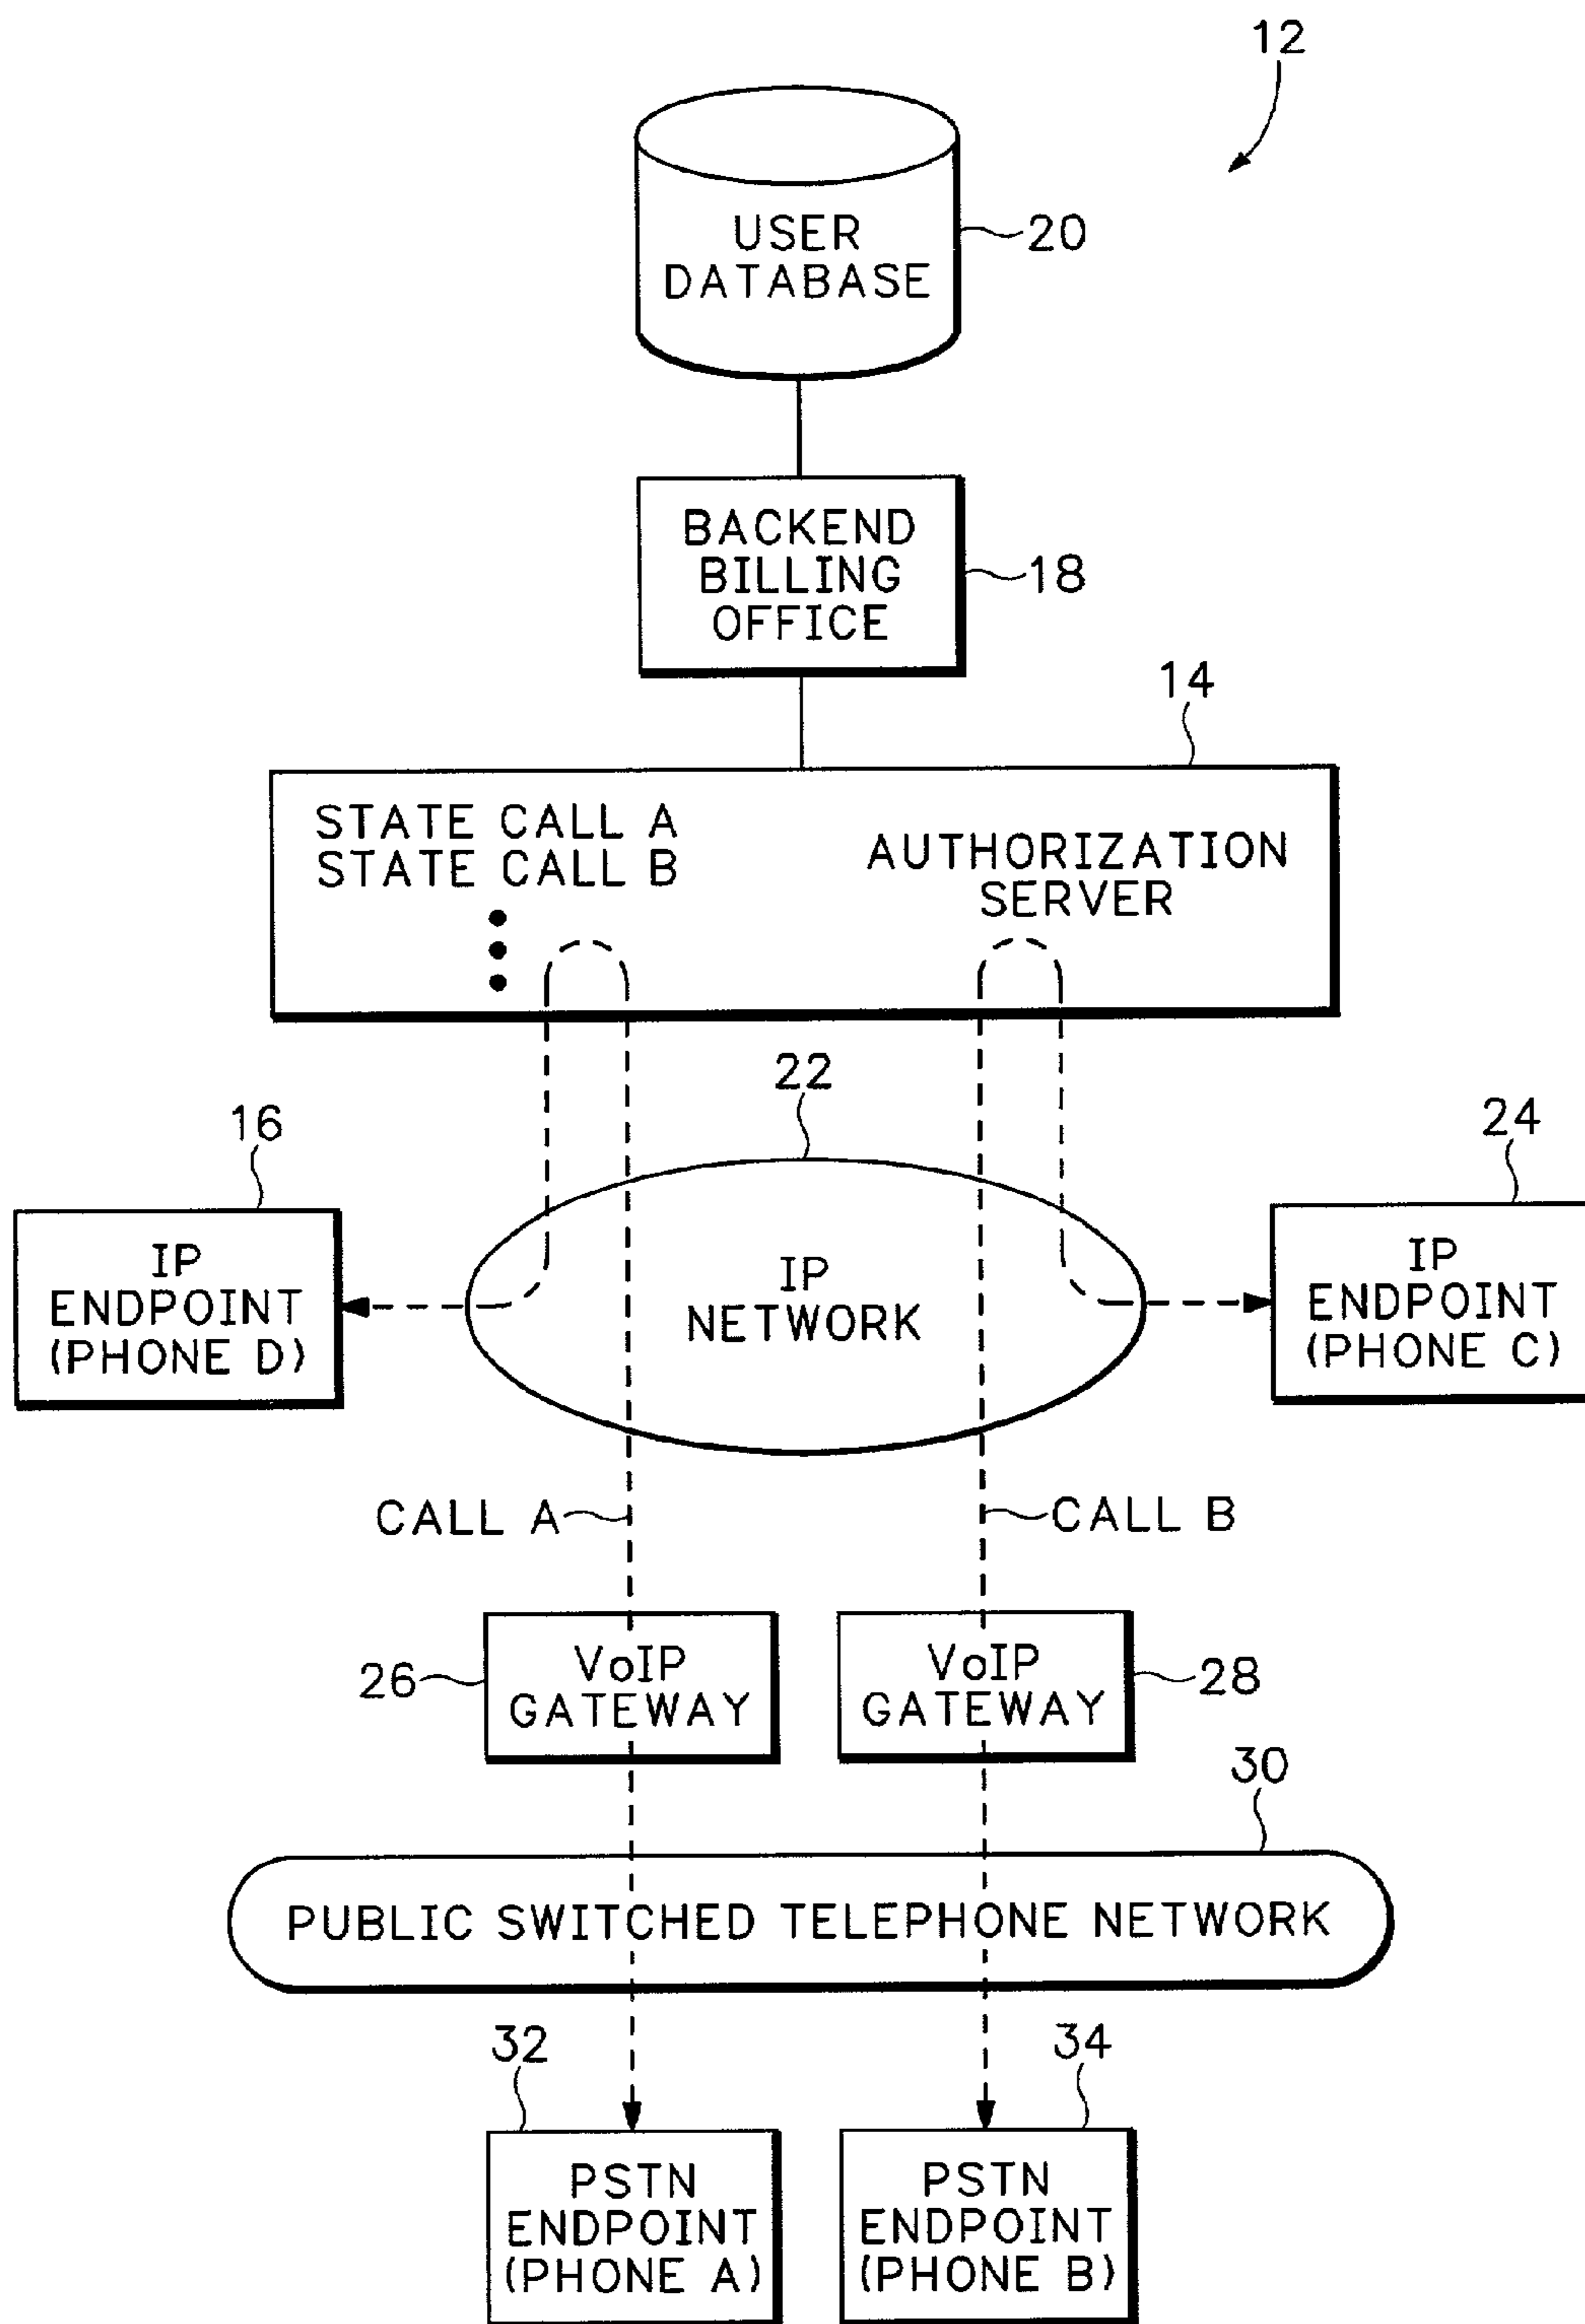 12
USER
DATABASE
20
BACKEND
BILLING
OFFICE
18
14
STATE CALL A
STATE CALL B
AUTHORIZATION
SERVER
22
16
24
IP
ENDPOINT
(PHONE D)
IP
NETWORK
IP
ENDPOINT
(PHONE C)
CALL A
CALL B
26
VoIP
GATEWAY
VoIP
GATEWAY
28
30
PUBLIC SWITCHED TELEPHONE NETWORK
32
34
PSTN
ENDPOINT
(PHONE A)
PSTN
ENDPOINT
(PHONE B)